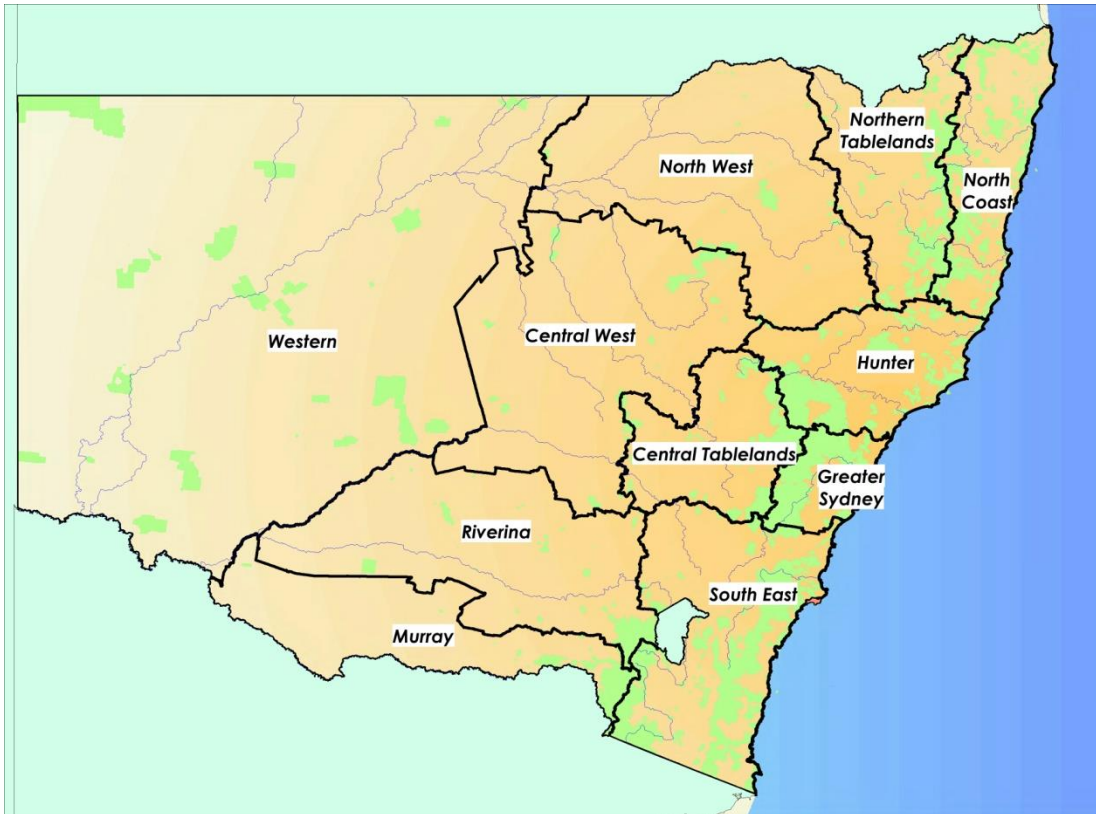 Northern
Tablelands
North West
North
Coast
Western
Central West
Hunter
Central Tablelands
Greater
Sydney
Riverina
South East
Murray